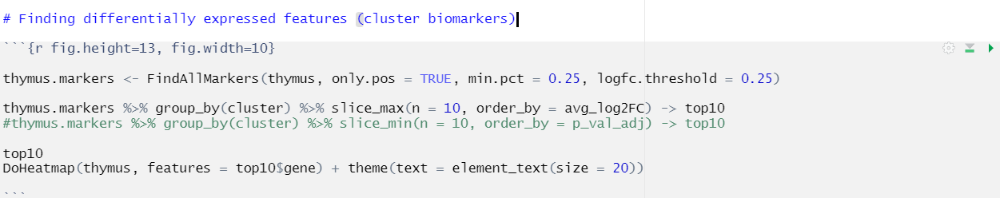 # Finding differentially expressed features (cluster biomarkers)
```{r fig.height=13, fig.width=10}
thymus.markers <- FindAllMarkers(thymus, only.pos = TRUE, min.pct = 0.25, logfc.threshold = 0.25)
thymus.markers %>% group_by(cluster) %>% slice_max(n = 10, order_by = avg_log2FC) -> top10
#thymus.markers %>% group_by(cluster) %>% slice_min(n = 10, order_by = p_val_adj) -> top10
top10
DoHeatmap(thymus, features = top10$gene) + theme(text = element_text(size = 20))
```